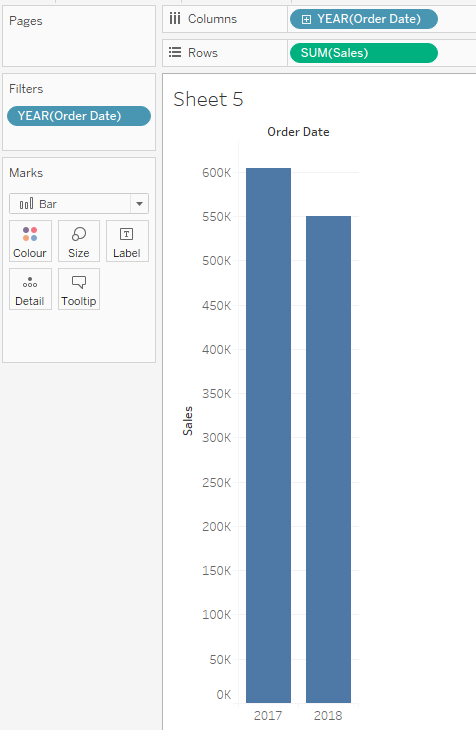 Pages
Columns
YEAR(Order Date)
Rows
SUM(Sales)
Filters
YEAR(Order Date)
Marks
Bar
Colour
Size
Label
Detail
Tooltip
Sheet 5
Order Date
600K
550K
500K
450K
400K
350K
300K
250K
200K
150K
100K
50K
0K
Sales
2017
2018